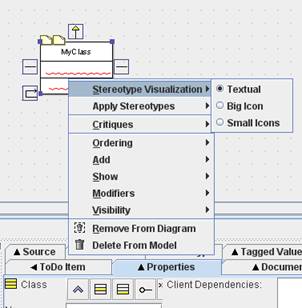 MyClass
Stereotype Visualization
Textual
Apply Stereotypes
Big Icon
Critiques
Small Icons
Ordering
Add
Show
Modifiers
Visibility
Remove From Diagram
Delete From Model
▲ Source
▲ Tagged Value
◄ ToDo Item
▲ Properties
▲ Docume
Class
Client Dependencies: